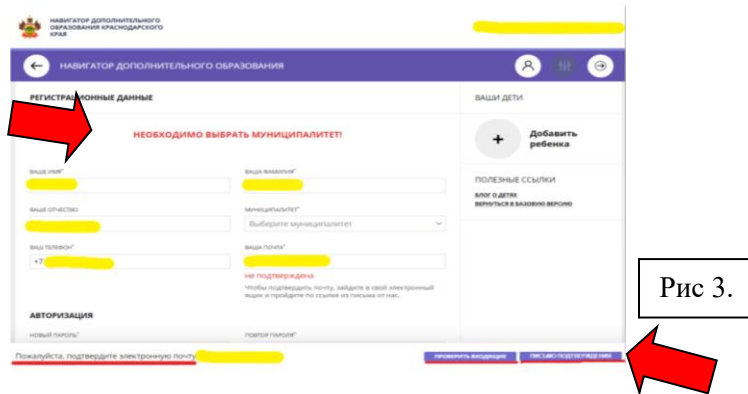 НАВИГАТОР ДОПОЛНИТЕЛЬНОГО
ОБРАЗОВАНИЯ КРАСНОДАРСКОГО
КРАЯ
НАВИГАТОР ДОПОЛНИТЕЛЬНОГО ОБРАЗОВАНИЯ
РЕГИСТРАЦИОННЫЕ ДАННЫЕ
НЕОБХОДИМО ВЫБРАТЬ МУНИЦИПАЛИТЕТ!
ВАШЕ ИМЯ*
ВАША ФАМИЛИЯ*
ВАШЕ ОТЧЕСТВО
МУНИЦИПАЛИТЕТ*
Выберите муниципалитет
ВАШ ТЕЛЕФОН*
+7
ВАША ПОЧТА*
не подтверждена
Чтобы подтвердить почту, зайдите в свой электронный
ящик и пройдите по ссылке из письма от нас.
АВТОРИЗАЦИЯ
НОВЫЙ ПАРОЛЬ*
ПОВТОР ПАРОЛЯ*
ВАШИ ДЕТИ
+
Добавить
ребенка
ПОЛЕЗНЫЕ ССЫЛКИ
БЛОГ О ДЕТЯХ
ВЕРНУТЬСЯ В БАЗОВУЮ ВЕРСИЮ
Пожалуйста, подтвердите электронную почту
ПРОВЕРИТЬ ВХОДЯЩИЕ
ПИСЬМО ПОДТВЕРЖДЕНИЯ
Рис 3.